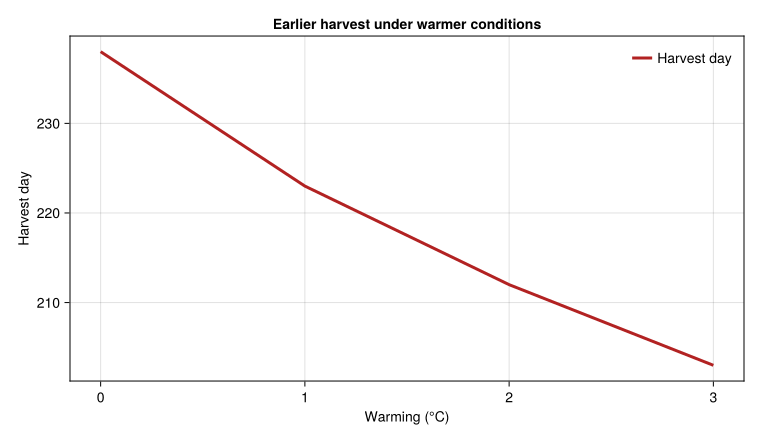 Earlier harvest under warmer conditions
Harvest day
Harvest day
230
220
210
0 1 2 3
Warming (°C)